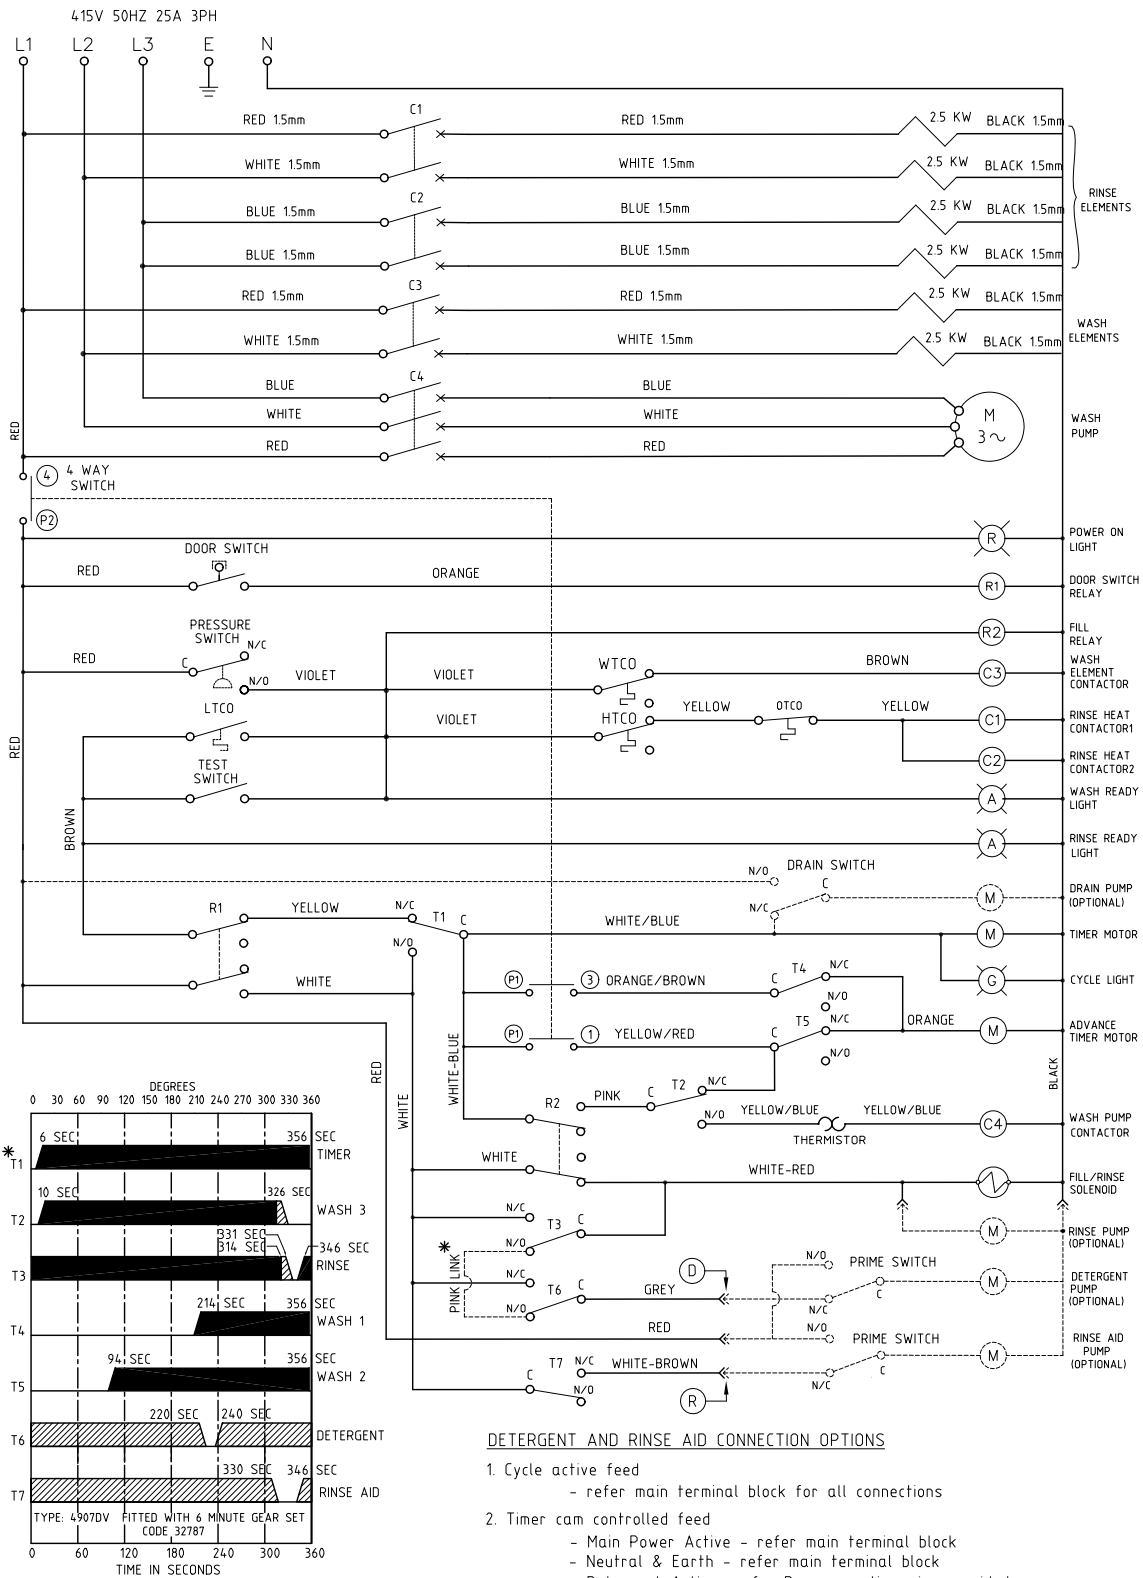 415V 50HZ 25A 3PH
L1 L2 L3 E N
C1
RED 1.5mm RED 1.5mm 2.5 KW BLACK 1.5mm
WHITE 1.5mm WHITE 1.5mm 2.5 KW BLACK 1.5mm
RINSE
ELEMENTS
C2
BLUE 1.5mm BLUE 1.5mm 2.5 KW BLACK 1.5mm
BLUE 1.5mm BLUE 1.5mm 2.5 KW BLACK 1.5mm
C3
RED 1.5mm RED 1.5mm 2.5 KW BLACK 1.5mm
WASH
ELEMENTS
WHITE 1.5mm WHITE 1.5mm 2.5 KW BLACK 1.5mm
C4
BLUE BLUE
WHITE WHITE
RED RED
M
3~
WASH
PUMP
RED
4 4 WAY
SWITCH
P2
R POWER ON
LIGHT
DOOR SWITCH
RED ORANGE R1 DOOR SWITCH
RELAY
R2 FILL
RELAY
PRESSURE
SWITCH
N/C
RED C N/O VIOLET VIOLET WTCO BROWN C3 WASH
ELEMENT
CONTACTOR
LTCO VIOLET HTCO YELLOW OTCO YELLOW C1 RINSE HEAT
CONTACTOR1
C2 RINSE HEAT
CONTACTOR2
RED
TEST
SWITCH
A WASH READY
LIGHT
BROWN
A RINSE READY
LIGHT
N/O DRAIN SWITCH
C
N/C
M DRAIN PUMP
(OPTIONAL)
R1 YELLOW N/C T1 C WHITE/BLUE M TIMER MOTOR
N/O
WHITE
P1 3 ORANGE/BROWN C T4 N/C
N/O
G CYCLE LIGHT
P1 1 YELLOW/RED C T5 N/C
N/O
ORANGE M ADVANCE
TIMER MOTOR
RED
WHITE
WHITE-BLUE
BLACK
R2 PINK C T2 N/C
N/O YELLOW/BLUE YELLOW/BLUE
THERMISTOR
C4 WASH PUMP
CONTACTOR
WHITE WHITE-RED FILL/RINSE
SOLENOID
N/C T3 C
N/O
M RINSE PUMP
(OPTIONAL)
*
PINK LINK
N/C T6 C
N/O
GREY D
N/O PRIME SWITCH
N/C C
M DETERGENT
PUMP
(OPTIONAL)
RED N/O PRIME SWITCH
N/C C
M RINSE AID
PUMP
(OPTIONAL)
C T7 N/C
N/O
WHITE-BROWN
R
DEGREES
0 30 60 90 120 150 180 210 240 270 300 330 360
* T1 6 SEC 356 SEC TIMER
T2 10 SEC 326 SEC WASH 3
T3 331 SEC
314 SEC 346 SEC RINSE
T4 214 SEC 356 SEC WASH 1
T5 94 SEC 356 SEC WASH 2
T6 220 SEC 240 SEC DETERGENT
T7 330 SEC 346 SEC RINSE AID
TYPE: 4907DV FITTED WITH 6 MINUTE GEAR SET
CODE 32787
0 60 120 180 240 300 360
TIME IN SECONDS
DETERGENT AND RINSE AID CONNECTION OPTIONS
1. Cycle active feed
- refer main terminal block for all connections
2. Timer cam controlled feed
- Main Power Active - refer main terminal block
- Neutral & Earth - refer main terminal block